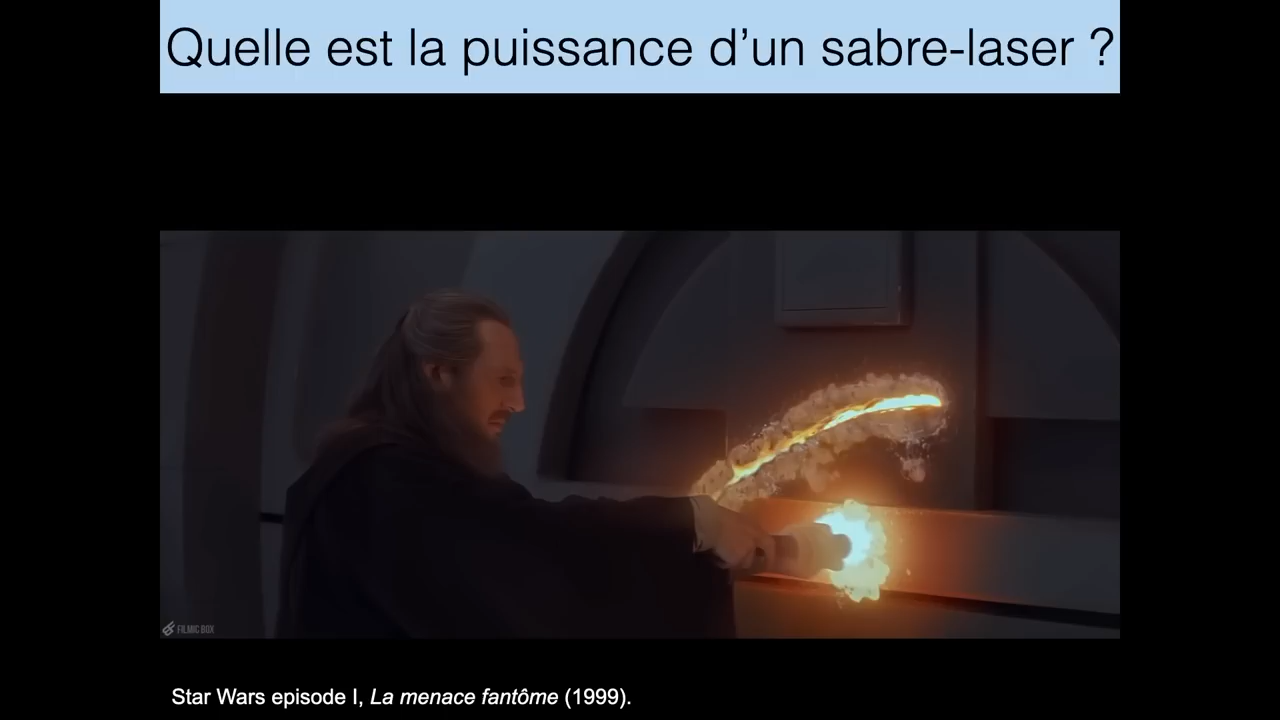 Quelle est la puissance d’un sabre-laser ?
FILMIC BOX
Star Wars episode I, La menace fantôme (1999).